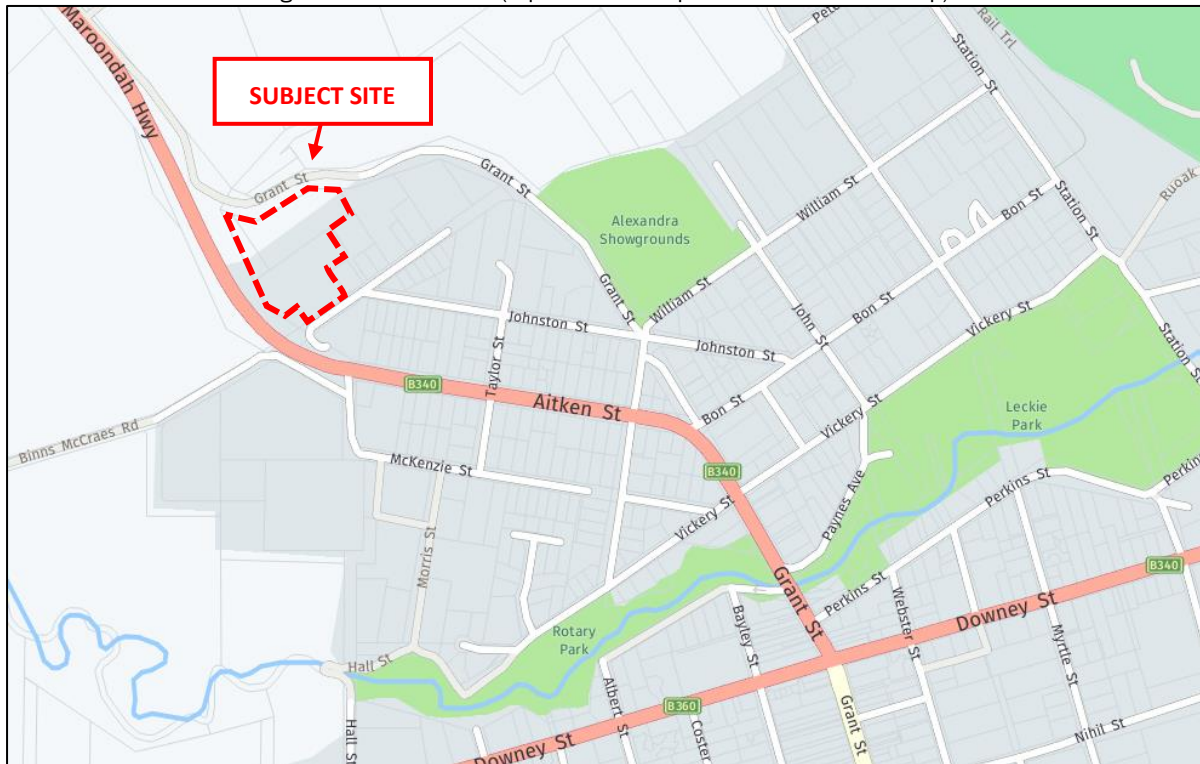 Maroondah Hwy
SUBJECT SITE
Grant St
Grant St
Alexandra
Showgrounds
Grant St
William St
William St
Rail Trl
Station St
Station St
Station St
Ruoak
Bon St
Bon St
Bon St
John St
Vickery St
Vickery St
Vickery St
Johnston St
Johnston St
Taylor St
B340
Aitken St
B340
Binns McCraes Rd
McKenzie St
Morris St
Leckie
Park
Paynes Ave
Perkins St
Perkins St
Perkins
Grant St
B340
Downey St
Webster St
Myrtle St
Bayley St
Rotary
Park
Hall St
Hall St
Albert St
B360
Coster
Downey St
Grant St
Nihil St